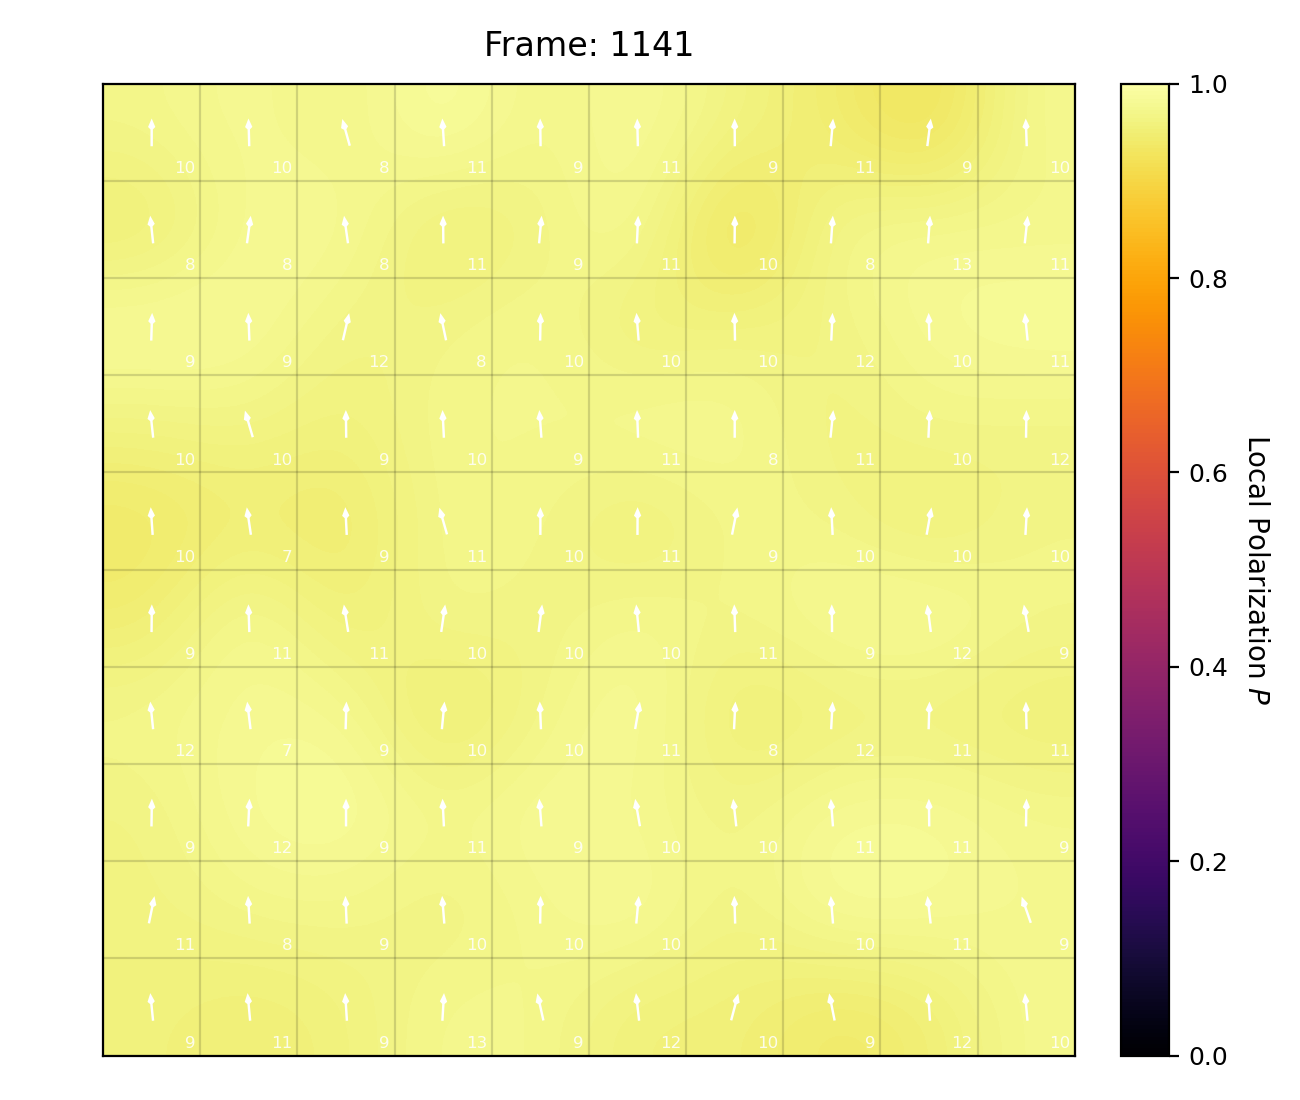 Frame: 1141
10 10 8 11 9 11 9 11 9 10
8 8 8 11 9 11 10 8 13 11
9 9 12 8 10 10 10 12 10 11
10 10 9 10 9 11 8 11 10 12
10 7 9 11 10 11 9 10 10 10
9 11 11 10 10 10 11 9 12 9
12 7 9 10 10 11 8 12 11 11
9 12 9 11 9 10 10 11 11 9
11 8 9 10 10 10 11 10 11 9
9 11 9 13 9 12 10 9 12 10
1.0
0.8
0.6
0.4
0.2
0.0
Local Polarization P